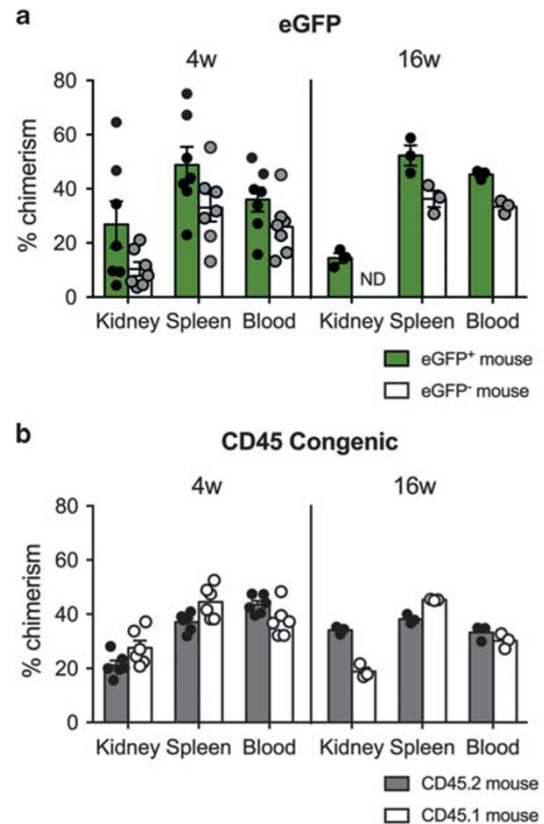 a
eGFP
4w 16w
80
60
40
20
0
% chimerism
ND
Kidney Spleen Blood Kidney Spleen Blood
eGFP⁺ mouse
eGFP⁻ mouse
b
CD45 Congenic
4w 16w
80
60
40
20
0
% chimerism
Kidney Spleen Blood Kidney Spleen Blood
CD45.2 mouse
CD45.1 mouse